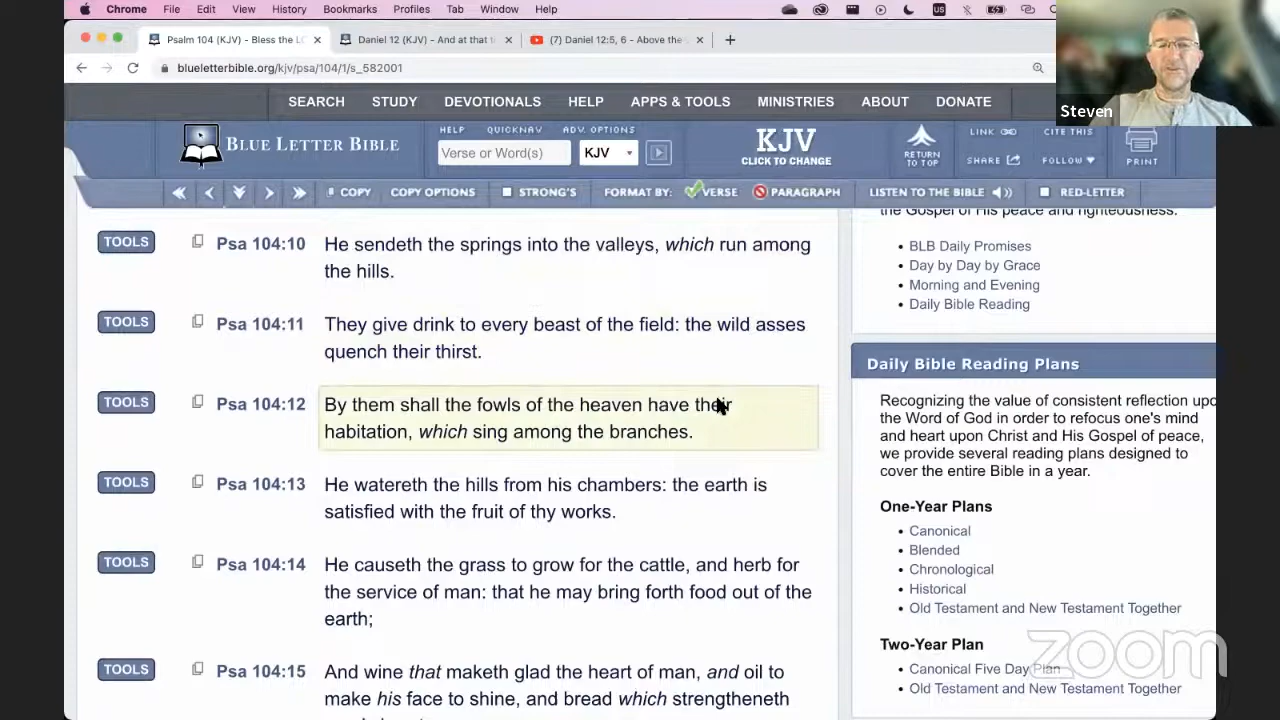 Chrome File Edit View History Bookmarks Profiles Tab Window Help
Psalm 104 (KJV) - Bless the LO Daniel 12 (KJV) - And at that t (7) Daniel 12:5, 6 - Above the
blueletterbible.org/kjv/psa/104/1/s_582001
Steven
SEARCH STUDY DEVOTIONALS HELP APPS & TOOLS MINISTRIES ABOUT DONATE
BLUE LETTER BIBLE
HELP QUICKNAV ADV. OPTIONS
Verse or Word(s) KJV
KJV
CLICK TO CHANGE
RETURN
TO TOP
LINK CITE THIS
SHARE FOLLOW
PRINT
COPY COPY OPTIONS STRONG'S FORMAT BY: VERSE PARAGRAPH LISTEN TO THE BIBLE RED-LETTER
TOOLS Psa 104:10 He sendeth the springs into the valleys, which run among
the hills.
TOOLS Psa 104:11 They give drink to every beast of the field: the wild asses
quench their thirst.
TOOLS Psa 104:12 By them shall the fowls of the heaven have their
habitation, which sing among the branches.
TOOLS Psa 104:13 He watereth the hills from his chambers: the earth is
satisfied with the fruit of thy works.
TOOLS Psa 104:14 He causeth the grass to grow for the cattle, and herb for
the service of man: that he may bring forth food out of the
earth;
TOOLS Psa 104:15 And wine that maketh glad the heart of man, and oil to
make his face to shine, and bread which strengtheneth
the Gospel of His peace and righteousness.
BLB Daily Promises
Day by Day by Grace
Morning and Evening
Daily Bible Reading
Daily Bible Reading Plans
Recognizing the value of consistent reflection upo
the Word of God in order to refocus one's mind
and heart upon Christ and His Gospel of peace,
we provide several reading plans designed to
cover the entire Bible in a year.
One-Year Plans
Canonical
Blended
Chronological
Historical
Old Testament and New Testament Together
Two-Year Plan
Canonical Five Day Plan
Old Testament and New Testament Together
zoom